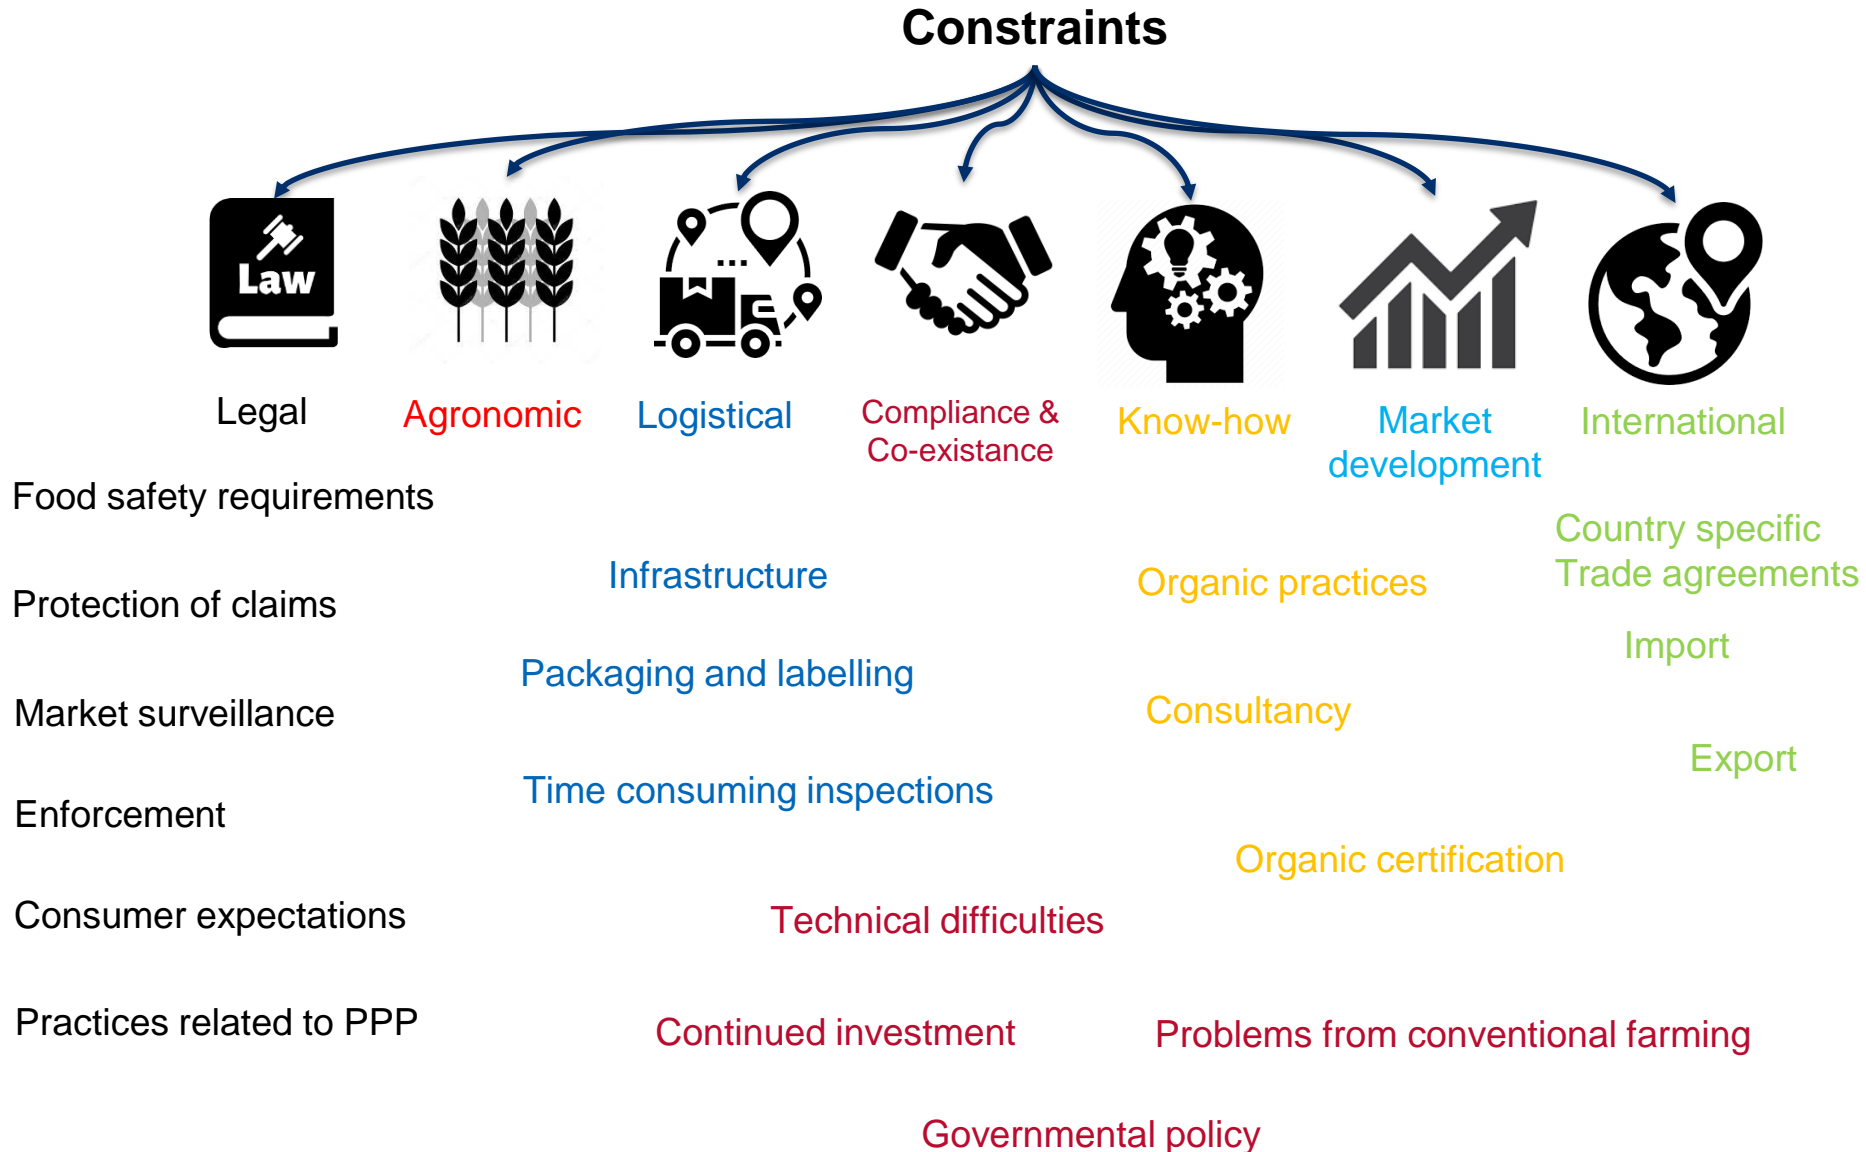 Constraints
Law
Legal
Agronomic
Logistical
Compliance &
Co-existance
Know-how
Market
development
International
Food safety requirements
Protection of claims
Market surveillance
Enforcement
Consumer expectations
Practices related to PPP
Infrastructure
Packaging and labelling
Time consuming inspections
Technical difficulties
Continued investment
Problems from conventional farming
Governmental policy
Organic practices
Consultancy
Organic certification
Country specific
Trade agreements
Import
Export